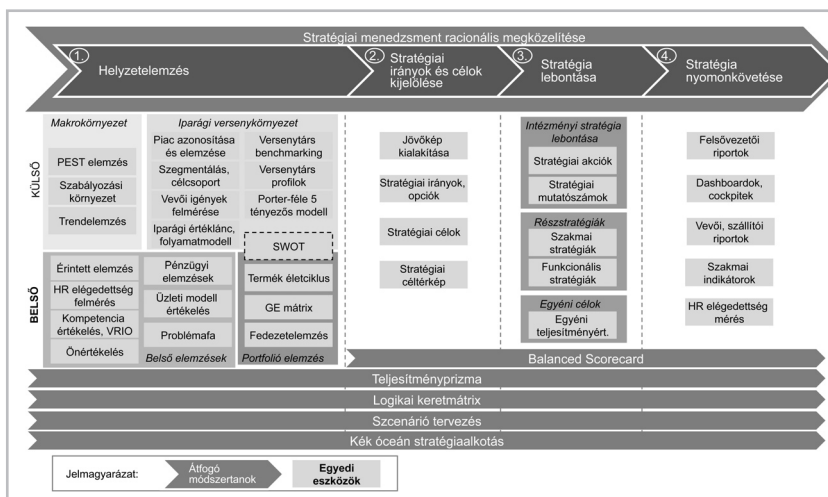 Stratégiai menedzsment racionális megközelítése
1.
Helyzetelemzés
2.
Stratégiai
irányok és célok
kijelölése
3.
Stratégia
lebontása
4.
Stratégia
nyomonkövetése
KÜLSŐ
Makrokörnyezet
PEST elemzés
Szabályozási
környezet
Trendelemzés
Iparági versenykörnyezet
Piac azonosítása
és elemzése
Szegmentálás,
célcsoport
Vevői igények
felmérése
Iparági értéklánc,
folyamatmodell
Versenytárs
benchmarking
Versenytárs
profilok
Porter-féle 5
tényezős modell
SWOT
BELSŐ
Érintett elemzés
HR elégedettség
felmérés
Kompetencia
értékelés, VRIO
Önértékelés
Pénzügyi
elemzések
Üzleti modell
értékelés
Problémafa
Belső elemzések
Termék életciklus
GE mátrix
Fedezetelemzés
Portfolió elemzés
Jövőkép
kialakítása
Stratégiai irányok,
opciók
Stratégiai célok
Stratégiai
céltérkép
Intézményi stratégia
lebontása
Stratégiai akciók
Stratégiai
mutatószámok
Részstratégiák
Szakmai
stratégiák
Funkcionális
stratégiák
Egyéni célok
Egyéni
teljesítményért.
Felsővezetői
riportok
Dashboardok,
cockpitek
Vevői, szállítói
riportok
Szakmai
indikátorok
HR elégedettség
mérés
Balanced Scorecard
Teljesítményprizma
Logikai keretmátrix
Szcenárió tervezés
Kék óceán stratégiaalkotás
Jelmagyarázat:
Átfogó
módszertanok
Egyedi
eszközök